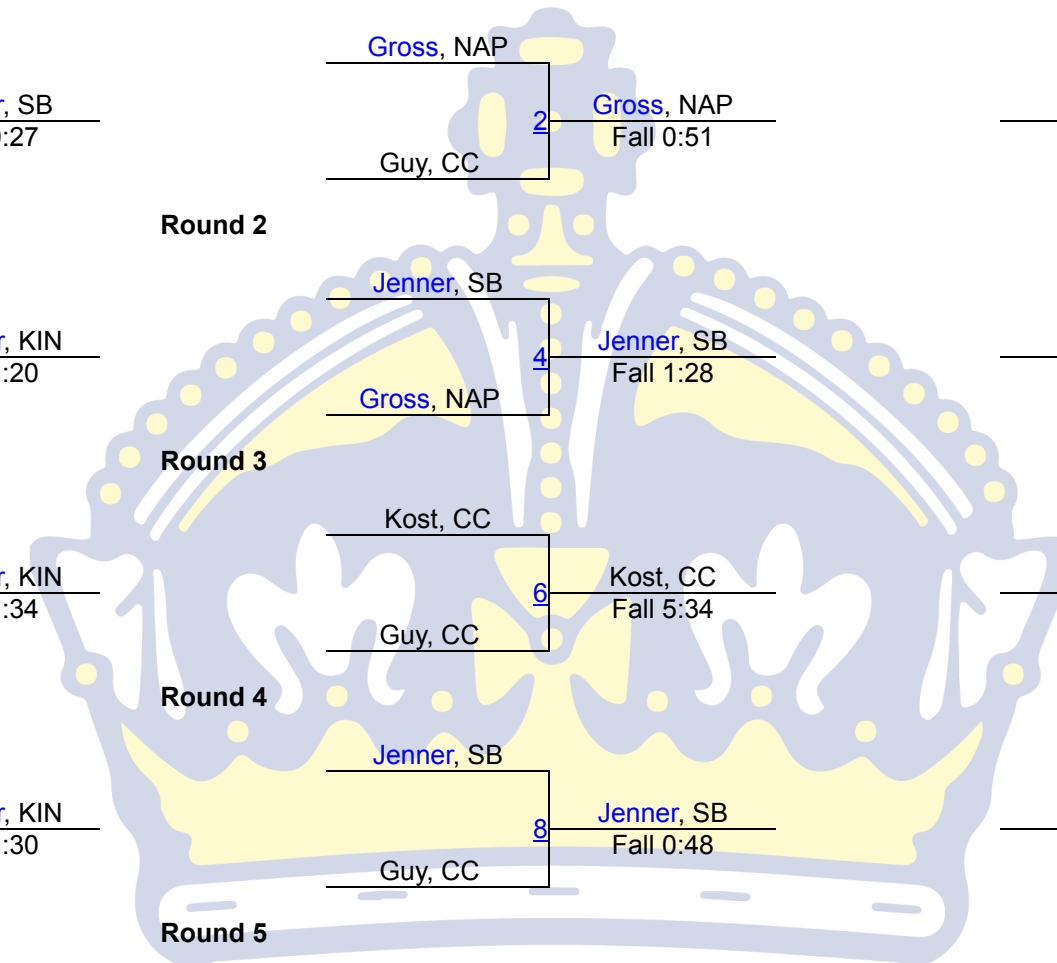 Gross, NAP
, SB
:27
2
Gross, NAP
Fall 0:51
Guy, CC
Round 2
Jenner, SB
, KIN
:20
4
Jenner, SB
Fall 1:28
Gross, NAP
Round 3
Kost, CC
, KIN
:34
6
Kost, CC
Fall 5:34
Guy, CC
Round 4
Jenner, SB
, KIN
:30
8
Jenner, SB
Fall 0:48
Guy, CC
Round 5